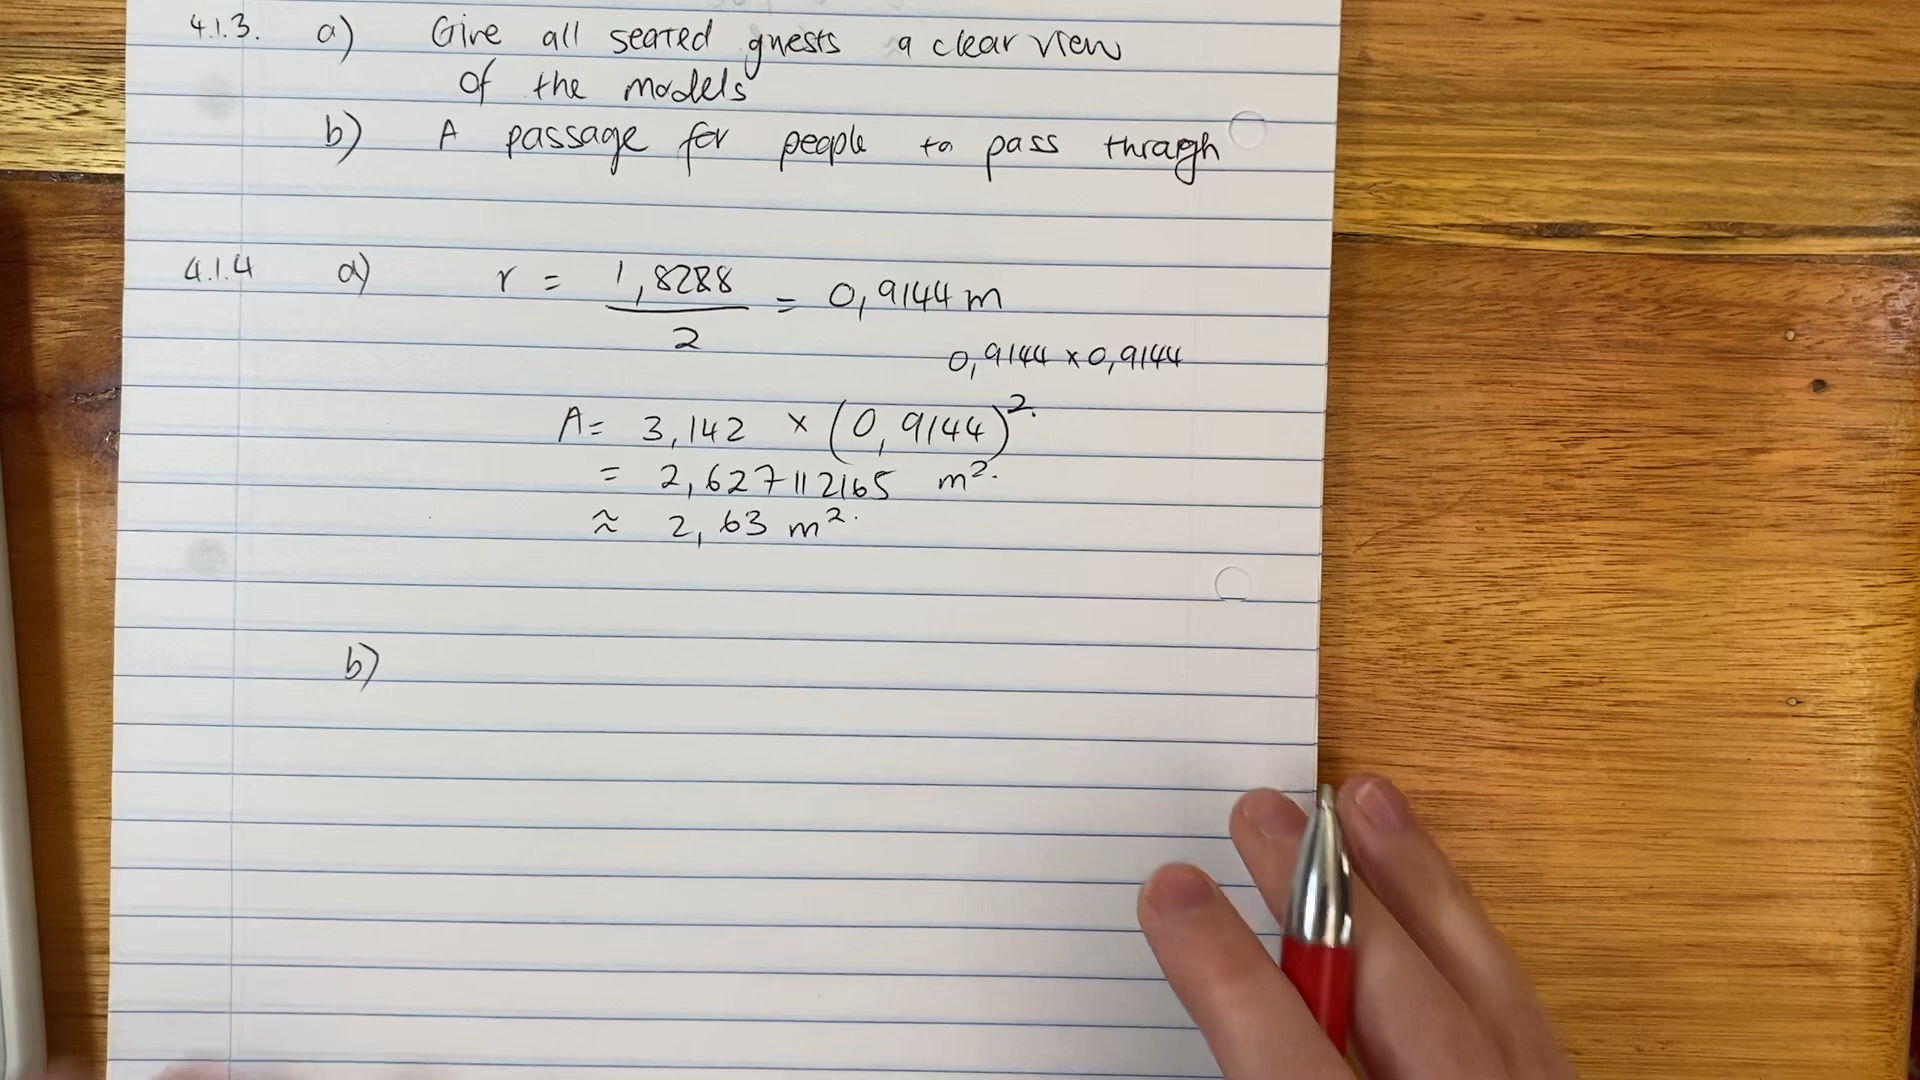 4.1.3. a) Give all seated guests a clear view
of the models
b) A passage for people to pass through
4.1.4 a) r = 1,8288 / 2 = 0,9144 m
0,9144 x 0,9144
A = 3,142 x (0,9144)².
= 2,627112165 m².
≈ 2,63 m².
b)